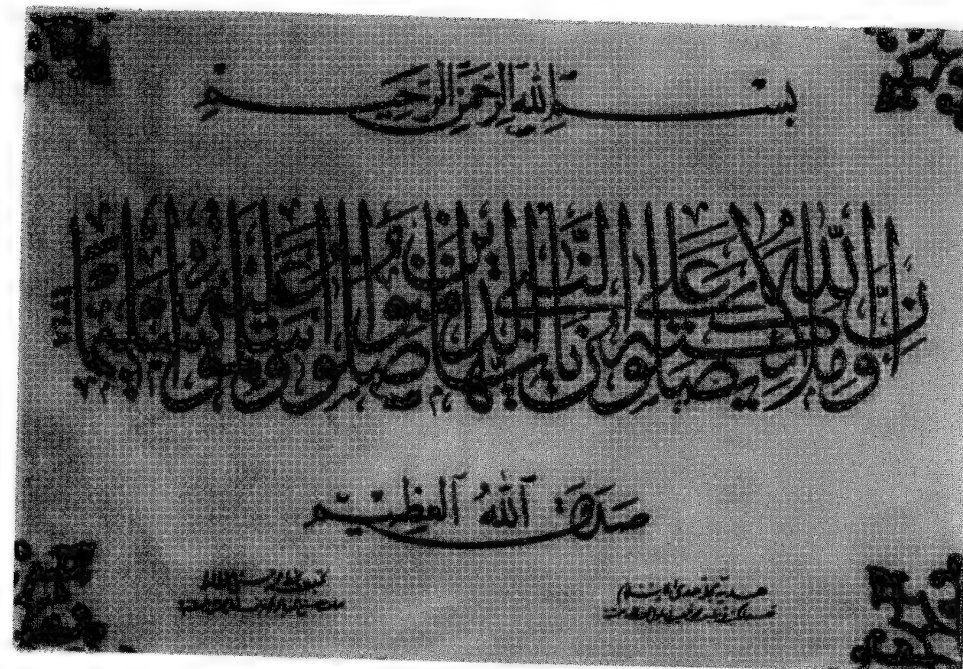 بسم الله الرحمن الرحيم
إن الله وملائكته يصلون على النبي يا أيها الذين آمنوا صلوا عليه وسلموا تسليما
صدق الله العظيم